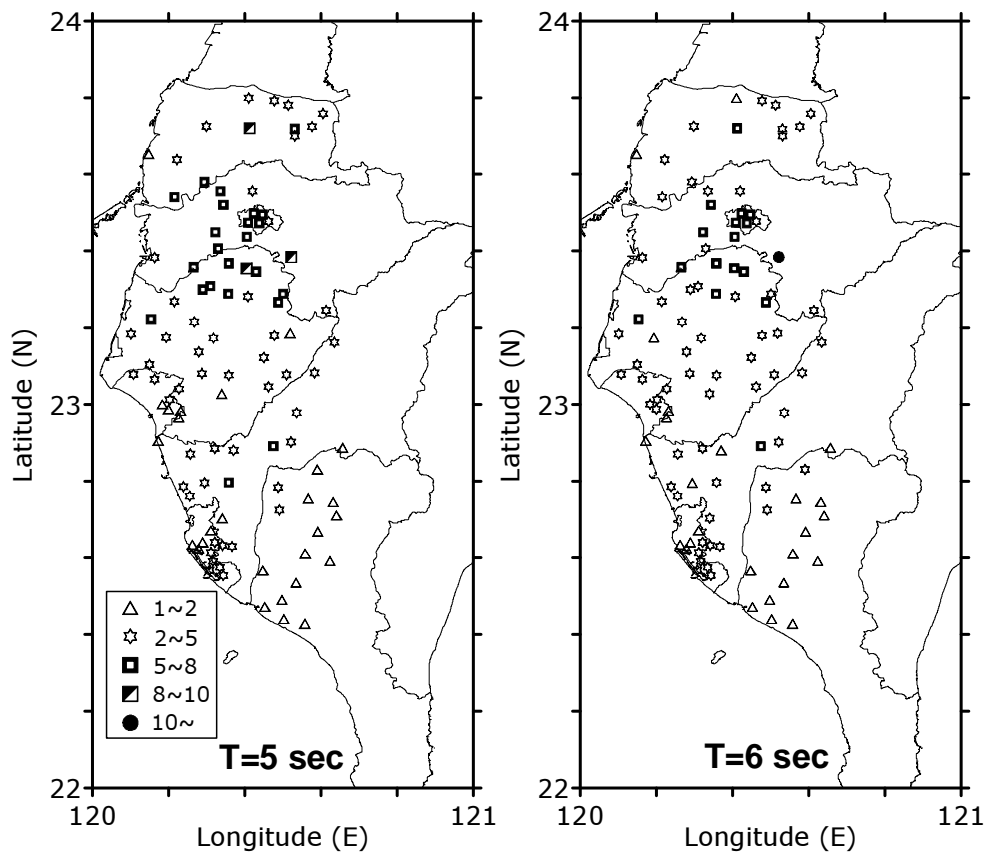 24
23
22
Latitude (N)
1~2
2~5
5~8
8~10
10~
T=5 sec
120
121
Longitude (E)
24
23
22
Latitude (N)
T=6 sec
120
121
Longitude (E)